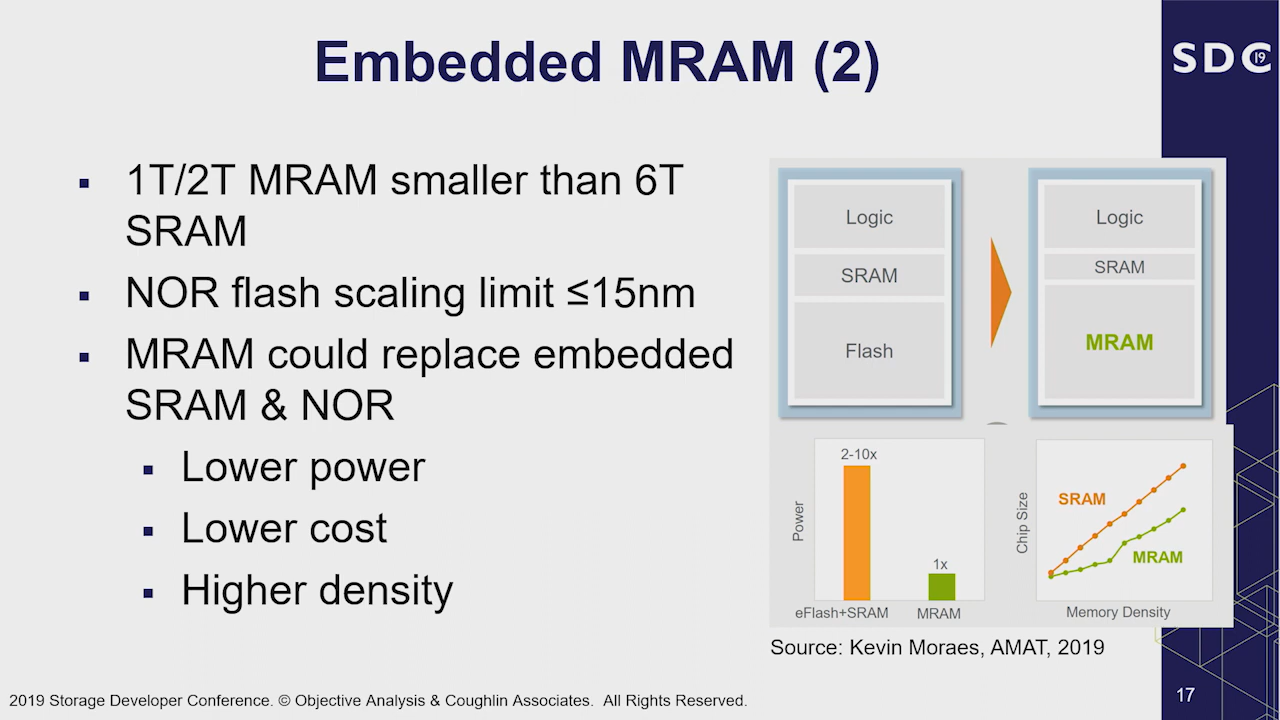 Embedded MRAM (2)
SDC
19
▪ 1T/2T MRAM smaller than 6T
SRAM
▪ NOR flash scaling limit ≤15nm
▪ MRAM could replace embedded
SRAM & NOR
▪ Lower power
▪ Lower cost
▪ Higher density
Logic
SRAM
Flash
Logic
SRAM
MRAM
2-10x
1x
Power
eFlash+SRAM
MRAM
SRAM
MRAM
Chip Size
Memory Density
Source: Kevin Moraes, AMAT, 2019
2019 Storage Developer Conference. © Objective Analysis & Coughlin Associates. All Rights Reserved.
17